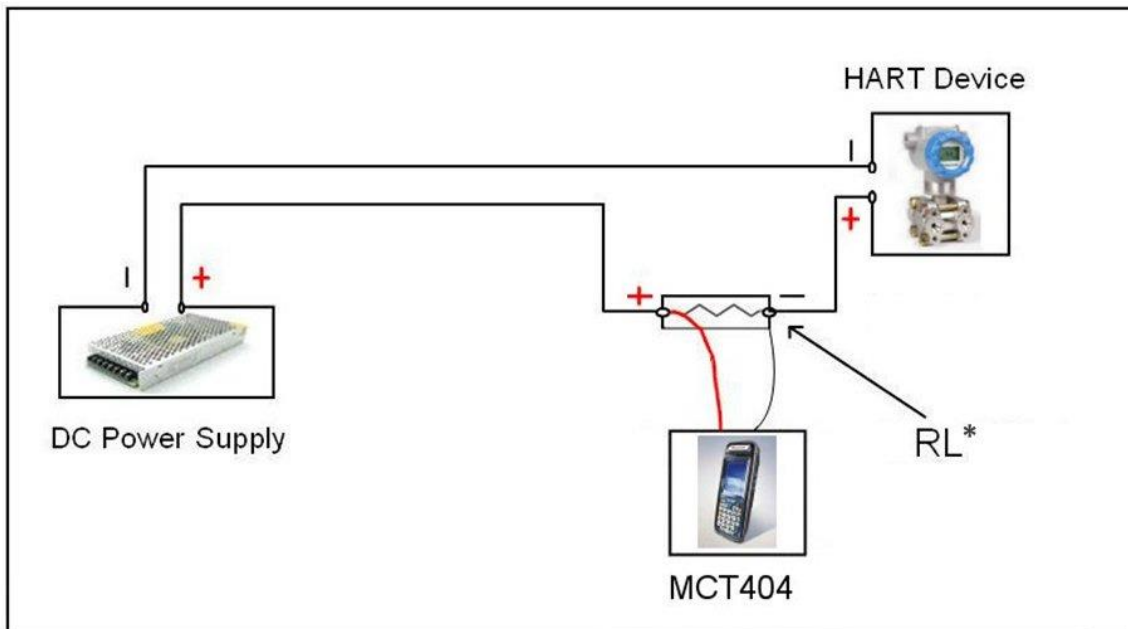 HART Device
I
+
I
+
+
−
DC Power Supply
RL*
MCT404